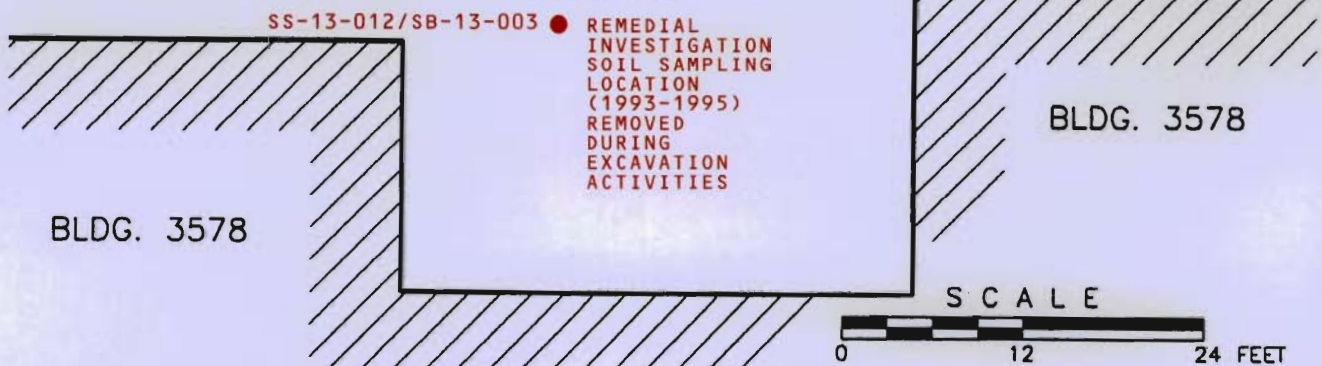 SS-13-012/SB-13-003 REMEDIAL
INVESTIGATION
SOIL SAMPLING
LOCATION
(1993-1995)
REMOVED
DURING
EXCAVATION
ACTIVITIES
BLDG. 3578
BLDG. 3578
SCALE
0 12 24 FEET